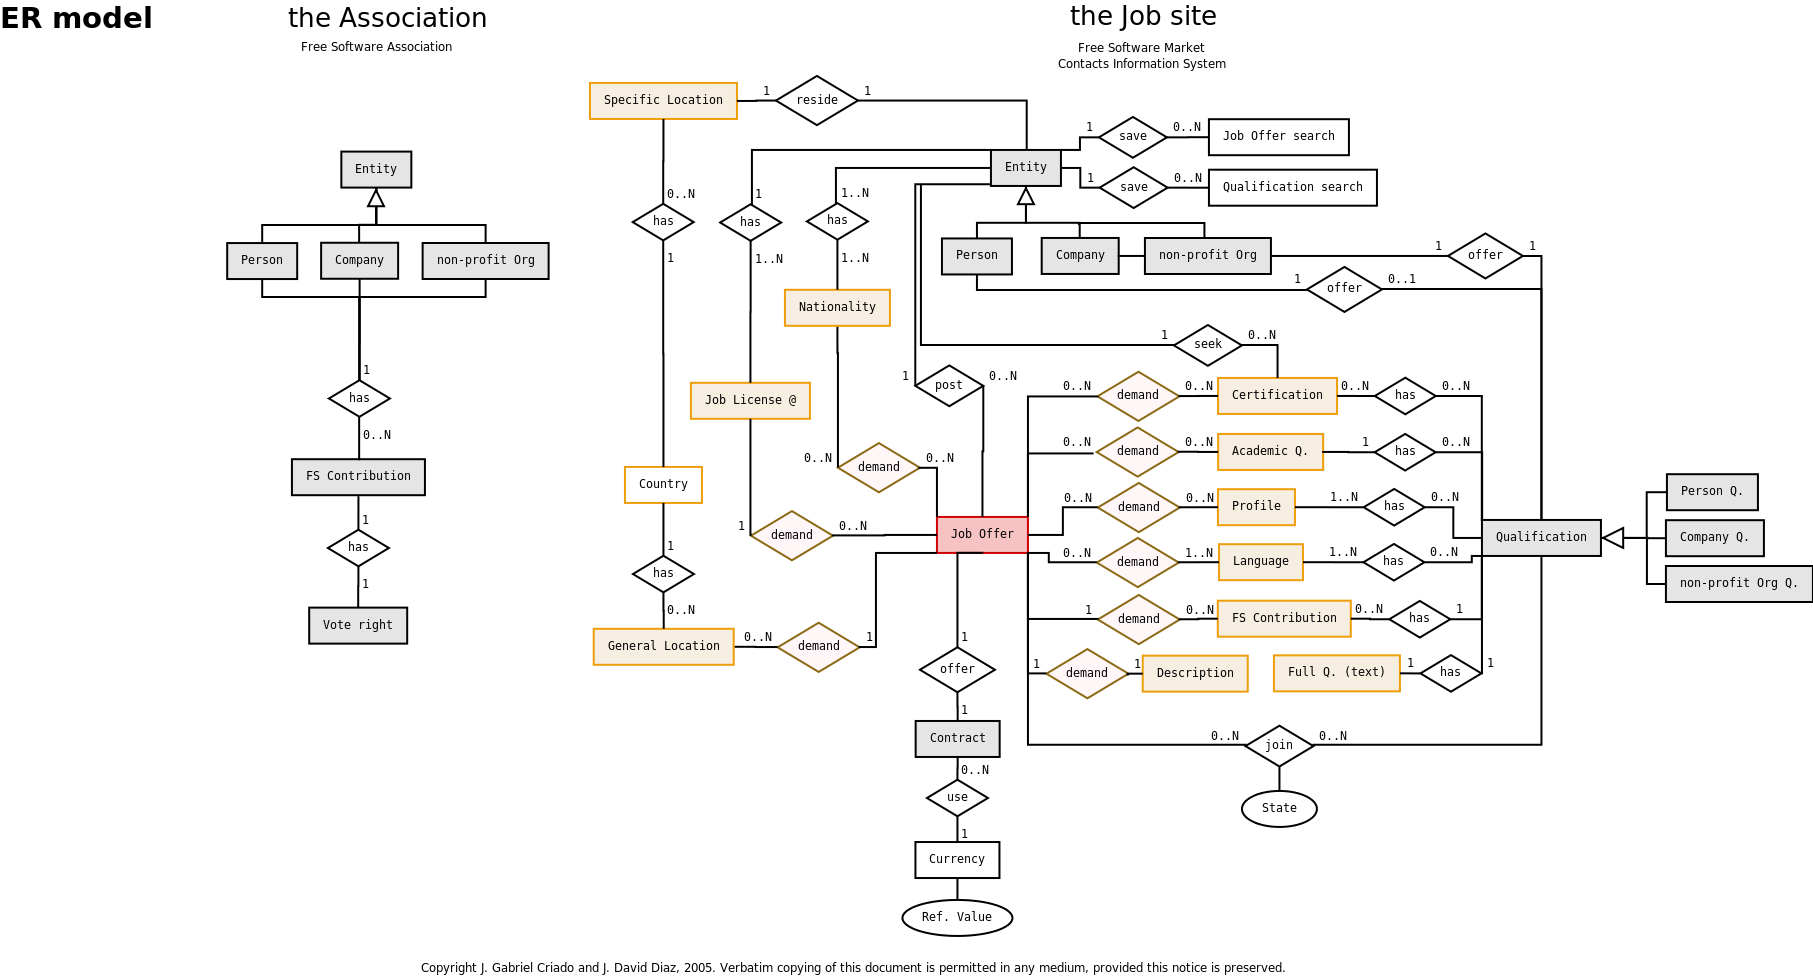 ER model
the Association
Free Software Association
the Job site
Free Software Market
Contacts Information System
Entity
Person
Company
non-profit Org
1
has
0..N
FS Contribution
1
has
1
Vote right
Specific Location
1
reside
1
Entity
1
save
0..N
Job Offer search
1
save
0..N
Qualification search
0..N
has
1
1
has
1..N
1..N
has
1..N
Person
Company
non-profit Org
1
offer
1
1
offer
0..1
Nationality
1
seek
0..N
1
post
0..N
Job License @
0..N
demand
0..N
Certification
0..N
has
0..N
0..N
demand
0..N
Academic Q.
1
has
0..N
0..N
demand
0..N
Country
0..N
demand
0..N
Profile
1..N
has
0..N
Person Q.
Company Q.
non-profit Org Q.
Qualification
1
demand
0..N
Job Offer
0..N
demand
1..N
Language
1..N
has
0..N
1
has
0..N
1
demand
0..N
FS Contribution
0..N
has
1
General Location
0..N
demand
1
1
demand
1
Description
Full Q. (text)
1
has
1
1
offer
1
Contract
0..N
use
1
Currency
Ref. Value
0..N
join
0..N
State
Copyright J. Gabriel Criado and J. David Diaz, 2005. Verbatim copying of this document is permitted in any medium, provided this notice is preserved.